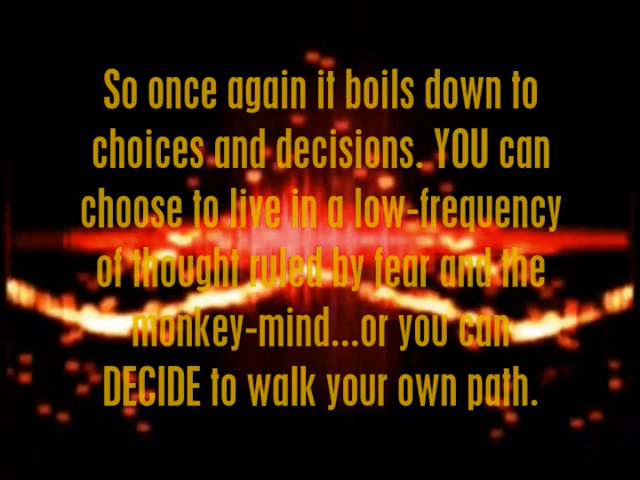 So once again it boils down to
choices and decisions. YOU can
choose to live in a low-frequency
of thought ruled by fear and the
monkey-mind...or you can
DECIDE to walk your own path.